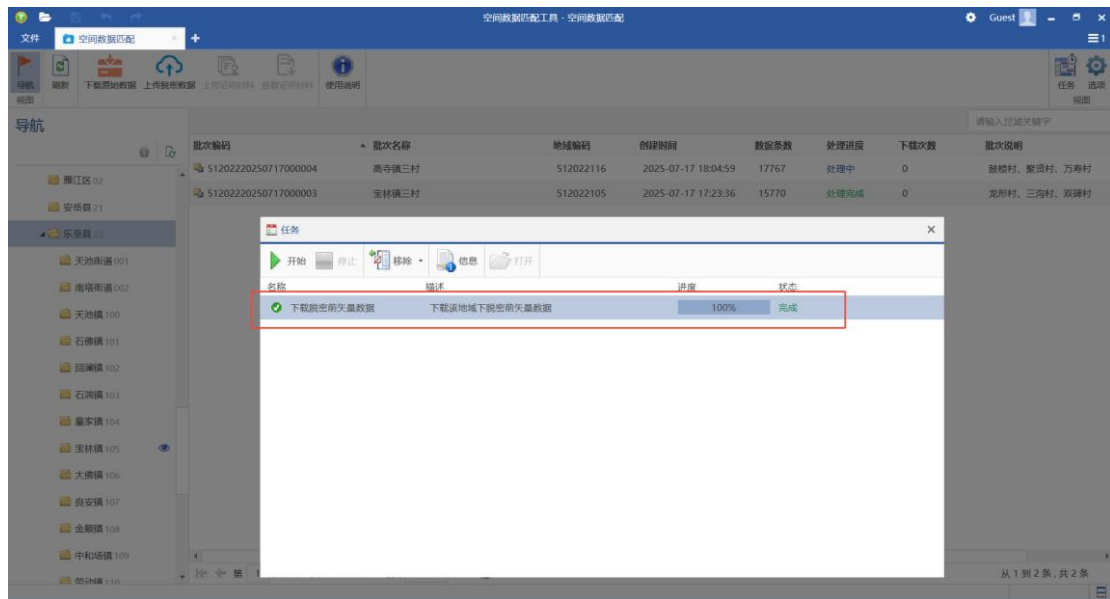 空间数据匹配工具 - 空间数据匹配
Guest
文件
空间数据匹配
1
导航
刷新
下载原始数据
上传脱密数据
上传证明材料
查看证明材料
使用说明
任务
选项
视图
视图
导航
请输入过滤关键字
批次编码 批次名称 地域编码 创建时间 数据条数 处理进度 下载次数 批次说明
51202220250717000004 高寺镇三村 512022116 2025-07-17 18:04:59 17767 处理中 0 鼓楼村、聚贤村、万寿村
51202220250717000003 宝林镇三村 512022105 2025-07-17 17:23:36 15770 处理完成 0 龙形村、三沟村、双碑村
雁江区 02
安岳县 21
乐至县 22
天池街道 001
南塔街道 002
天池镇 100
石佛镇 101
回澜镇 102
石湍镇 103
童家镇 104
宝林镇 105
大佛镇 106
良安镇 107
金顺镇 108
中和场镇 109
劳动镇 110
任务
开始 停止 移除 信息 打开
名称 描述 进度 状态
下载脱密前矢量数据 下载该地域下脱密前矢量数据 100% 完成
第 1
从 1 到 2 条，共 2 条